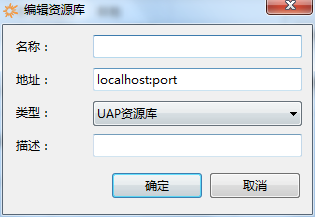 编辑资源库
名称：
地址： localhost:port
类型： UAP资源库
描述：
确定 取消